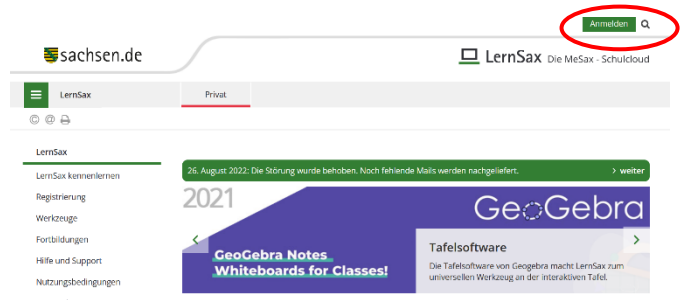 Anmelden
sachsen.de
LernSax Die MeSax - Schulcloud
LernSax
Privat
LernSax
LernSax kennenlernen
Registrierung
Werkzeuge
Fortbildungen
Hilfe und Support
Nutzungsbedingungen
26. August 2022: Die Störung wurde behoben. Noch fehlende Mails werden nachgeliefert.
> weiter
2021
GeoGebra
GeoGebra Notes
Whiteboards for Classes!
Tafelsoftware
Die Tafelsoftware von Geogebra macht LernSax zum
universellen Werkzeug an der interaktiven Tafel.